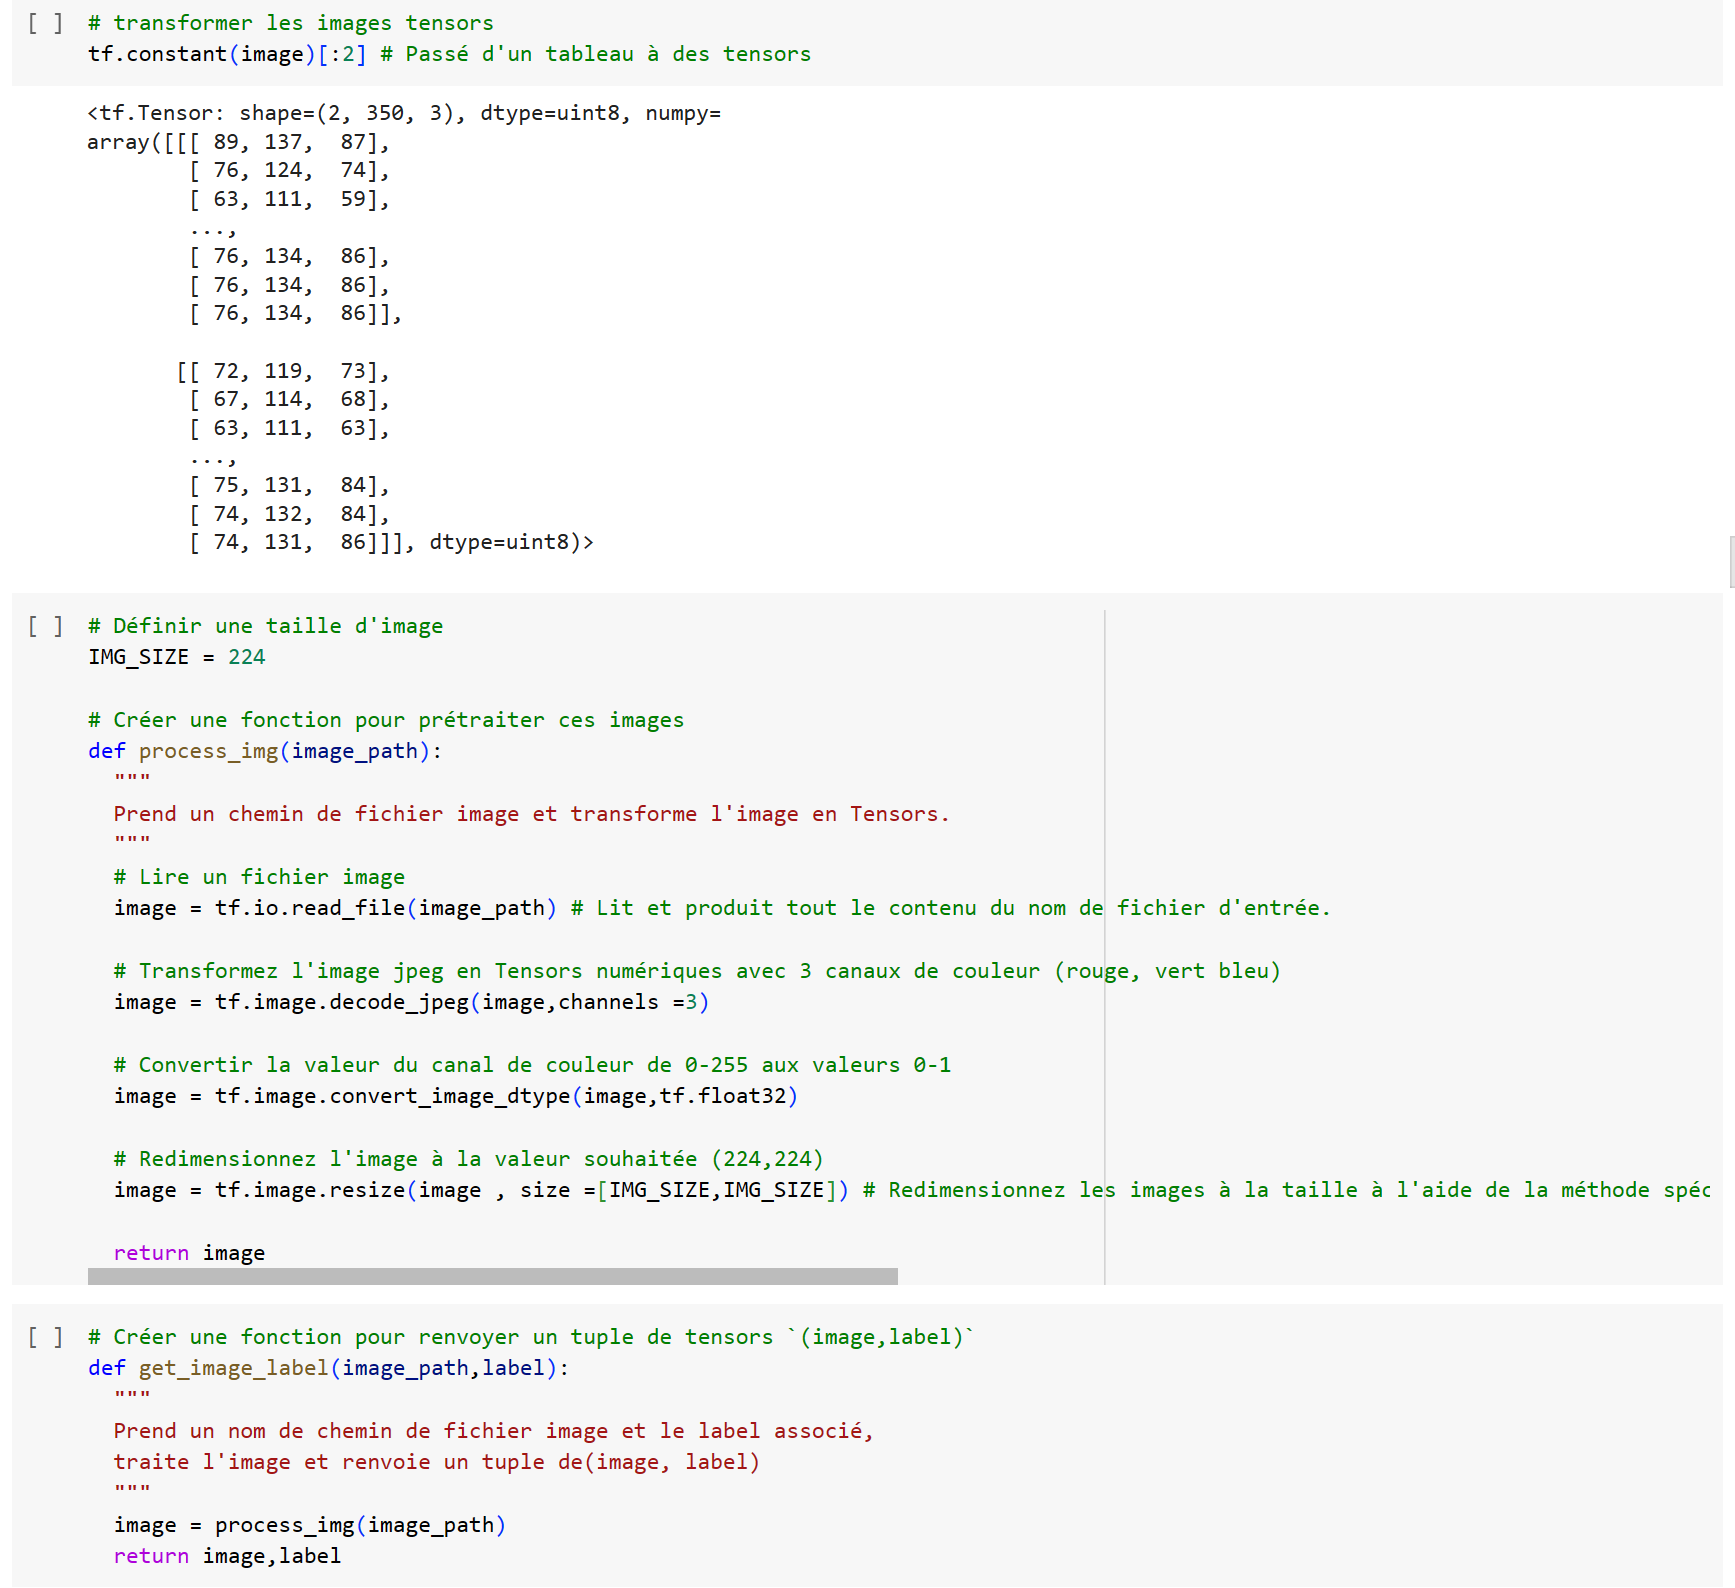 [ ] # transformer les images tensors
tf.constant(image)[:2] # Passé d'un tableau à des tensors
<tf.Tensor: shape=(2, 350, 3), dtype=uint8, numpy=
array([[[ 89, 137,  87],
        [ 76, 124,  74],
        [ 63, 111,  59],
        ...,
        [ 76, 134,  86],
        [ 76, 134,  86],
        [ 76, 134,  86]],
       [[ 72, 119,  73],
        [ 67, 114,  68],
        [ 63, 111,  63],
        ...,
        [ 75, 131,  84],
        [ 74, 132,  84],
        [ 74, 131,  86]]], dtype=uint8)>
[ ] # Définir une taille d'image
IMG_SIZE = 224
# Créer une fonction pour prétraiter ces images
def process_img(image_path):
  """
  Prend un chemin de fichier image et transforme l'image en Tensors.
  """
  # Lire un fichier image
  image = tf.io.read_file(image_path) # Lit et produit tout le contenu du nom de fichier d'entrée.
  # Transformez l'image jpeg en Tensors numériques avec 3 canaux de couleur (rouge, vert bleu)
  image = tf.image.decode_jpeg(image,channels =3)
  # Convertir la valeur du canal de couleur de 0-255 aux valeurs 0-1
  image = tf.image.convert_image_dtype(image,tf.float32)
  # Redimensionnez l'image à la valeur souhaitée (224,224)
  image = tf.image.resize(image , size =[IMG_SIZE,IMG_SIZE]) # Redimensionnez les images à la taille à l'aide de la méthode spéc
  return image
[ ] # Créer une fonction pour renvoyer un tuple de tensors `(image,label)`
def get_image_label(image_path,label):
  """
  Prend un nom de chemin de fichier image et le label associé,
  traite l'image et renvoie un tuple de(image, label)
  """
  image = process_img(image_path)
  return image,label